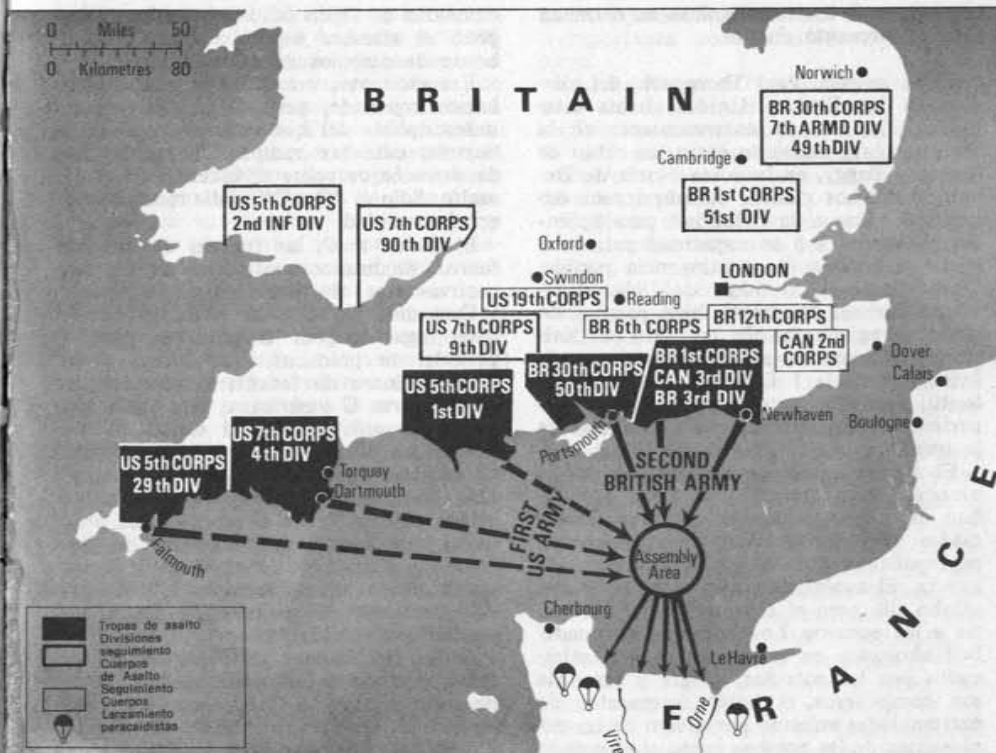 0 Miles 50
0 Kilometres 80
BRITAIN
Norwich
BR 30th CORPS
7th ARMD DIV
49th DIV
Cambridge
BR 1st CORPS
51st DIV
US 5th CORPS
2nd INF DIV
US 7th CORPS
90th DIV
Oxford
Swindon
LONDON
US 19th CORPS
Reading
BR 12th CORPS
BR 6th CORPS
US 7th CORPS
9th DIV
CAN 2nd
CORPS
Dover
Calais
BR 30th CORPS
50th DIV
BR 1st CORPS
CAN 3rd DIV
BR 3rd DIV
US 5th CORPS
1st DIV
Newhaven
Boulogne
Portsmouth
US 7th CORPS
4th DIV
US 5th CORPS
29th DIV
Torquay
Dartmouth
SECOND
BRITISH ARMY
FIRST
US ARMY
Falmouth
Assembly
Area
Cherbourg
Le Havre
FRANCE
Vire
Orne
Tropas de asalto
Divisiones
seguimiento
Cuerpos
de Asalto
Seguimiento
Cuerpos
Lanzamiento
paracaidistas